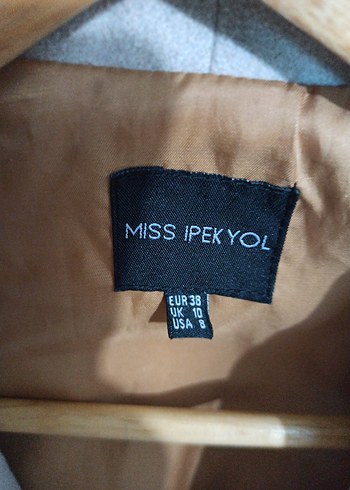 MISS IPEKYOL
EUR 38
UK 10
USA 8